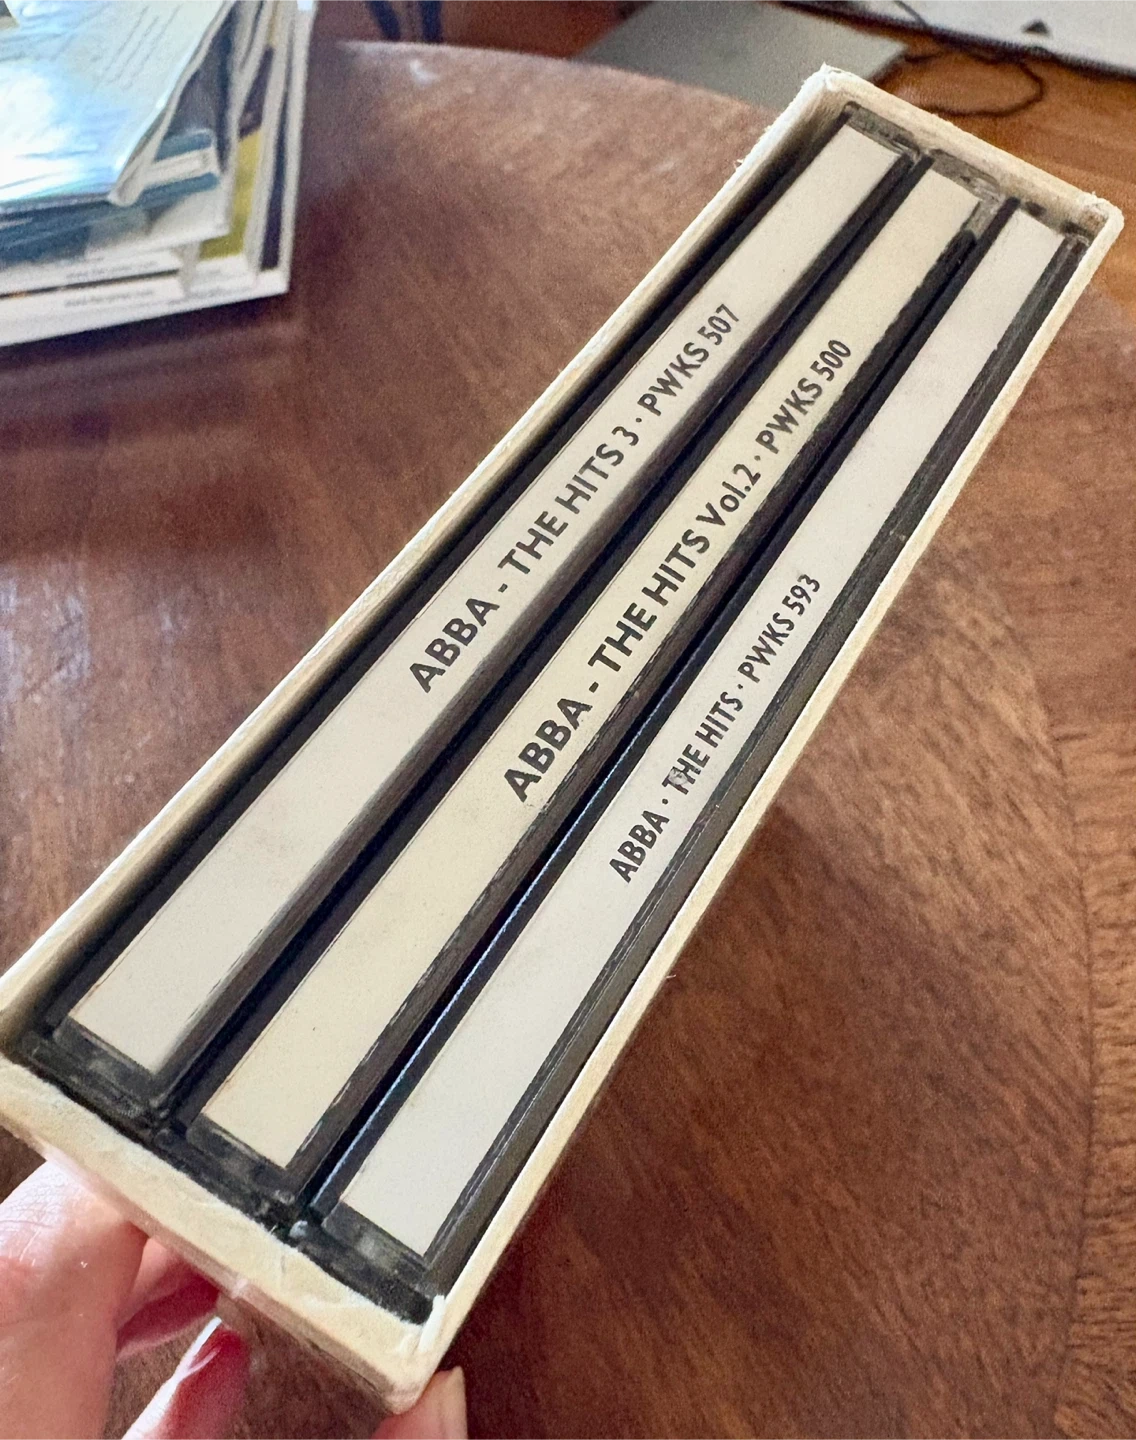 ABBA - THE HITS 3 · PWKS 507
ABBA - THE HITS Vol.2 · PWKS 500
ABBA · THE HITS · PWKS 593